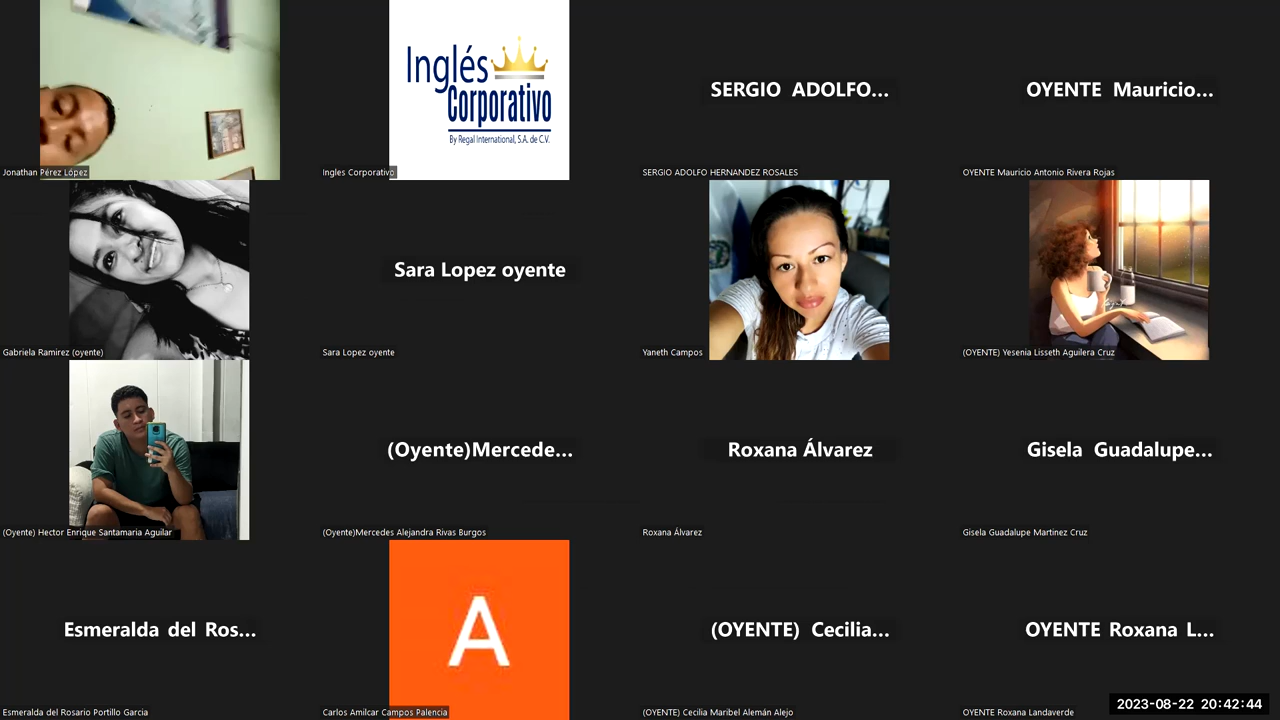 Jonathan Pérez López
Inglés
Corporativo
By Regal International, S.A. de C.V.
Ingles Corporativo
SERGIO ADOLFO...
SERGIO ADOLFO HERNANDEZ ROSALES
OYENTE Mauricio...
OYENTE Mauricio Antonio Rivera Rojas
Gabriela Ramirez (oyente)
Sara Lopez oyente
Sara Lopez oyente
Yaneth Campos
(OYENTE) Yesenia Lisseth Aguilera Cruz
(Oyente) Hector Enrique Santamaria Aguilar
(Oyente)Mercede...
(Oyente)Mercedes Alejandra Rivas Burgos
Roxana Álvarez
Roxana Álvarez
Gisela Guadalupe...
Gisela Guadalupe Martinez Cruz
Esmeralda del Ros...
Esmeralda del Rosario Portillo Garcia
A
Carlos Amilcar Campos Palencia
(OYENTE) Cecilia...
(OYENTE) Cecilia Maribel Alemán Alejo
OYENTE Roxana L...
OYENTE Roxana Landaverde
2023-08-22 20:42:44